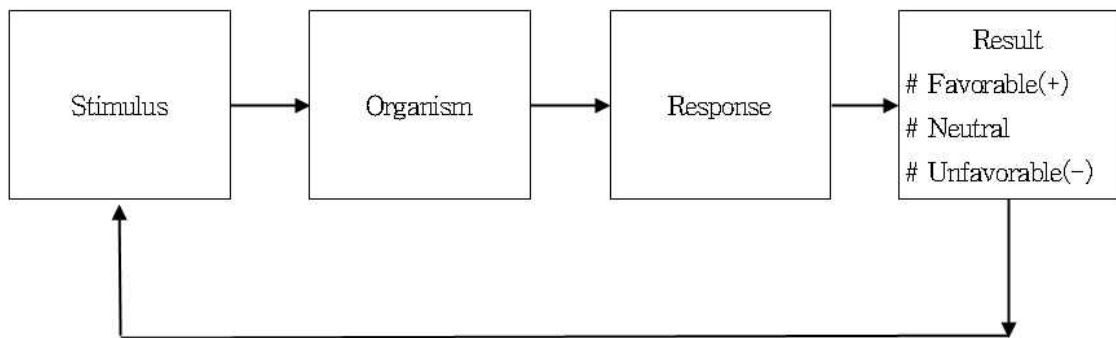 Stimulus
Organism
Response
Result
# Favorable(+)
# Neutral
# Unfavorable(-)